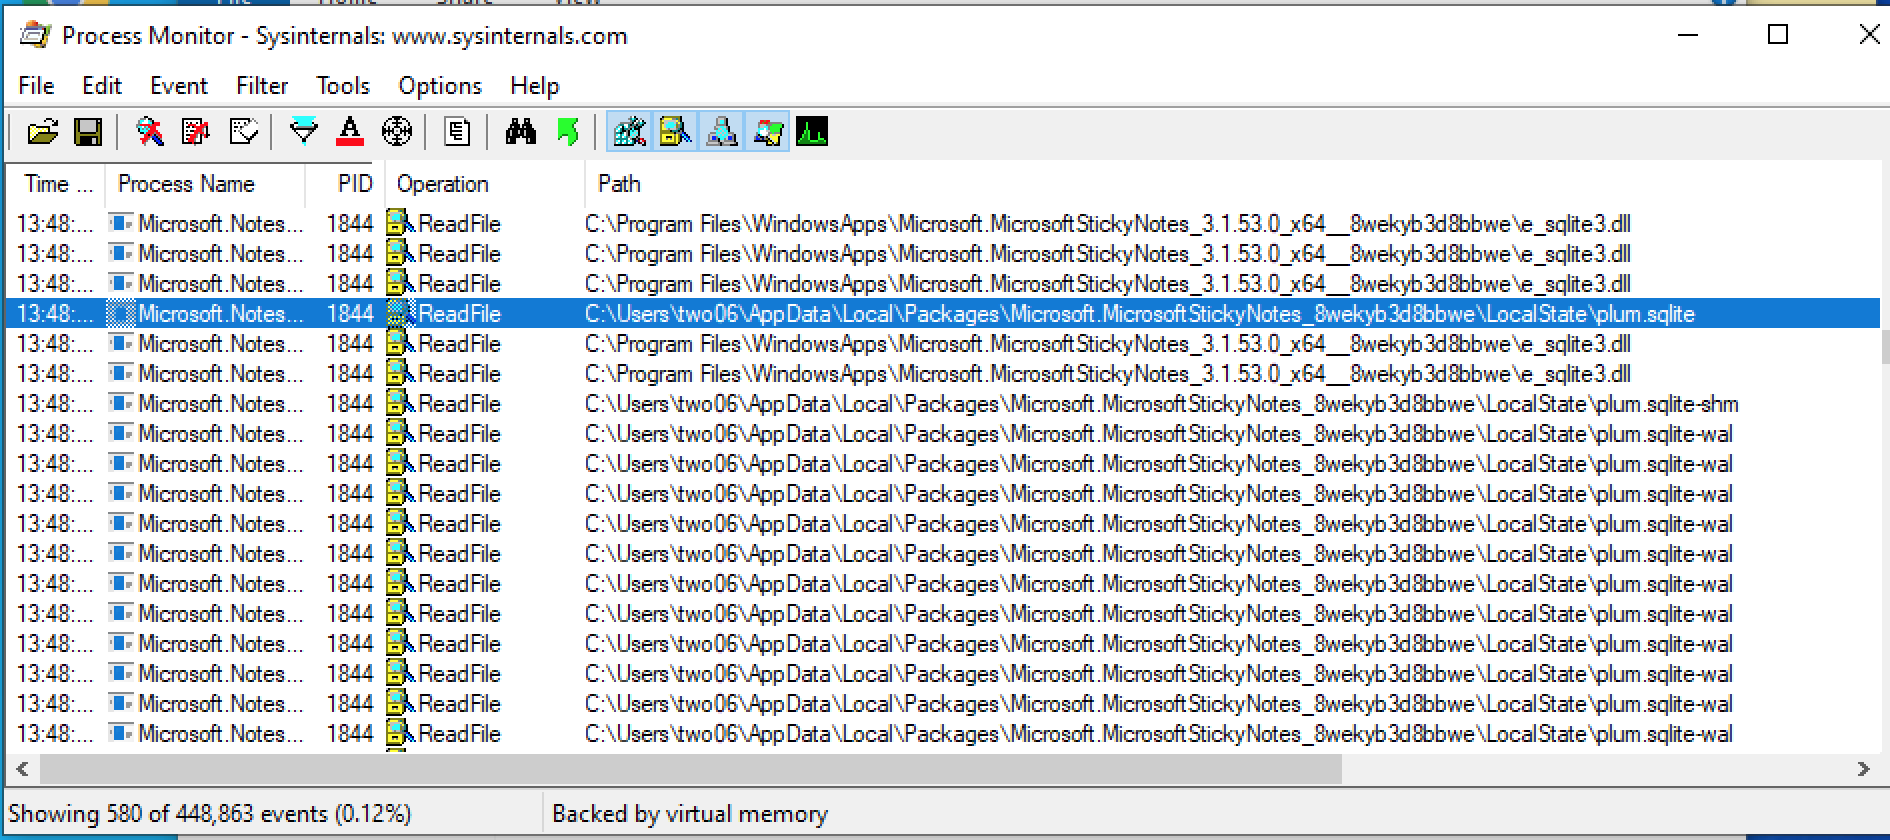 Process Monitor - Sysinternals: www.sysinternals.com
File Edit Event Filter Tools Options Help
Time ... Process Name PID Operation Path
13:48:... Microsoft.Notes... 1844 ReadFile C:\Program Files\WindowsApps\Microsoft.MicrosoftStickyNotes_3.1.53.0_x64__8wekyb3d8bbwe\e_sqlite3.dll
13:48:... Microsoft.Notes... 1844 ReadFile C:\Program Files\WindowsApps\Microsoft.MicrosoftStickyNotes_3.1.53.0_x64__8wekyb3d8bbwe\e_sqlite3.dll
13:48:... Microsoft.Notes... 1844 ReadFile C:\Program Files\WindowsApps\Microsoft.MicrosoftStickyNotes_3.1.53.0_x64__8wekyb3d8bbwe\e_sqlite3.dll
13:48:... Microsoft.Notes... 1844 ReadFile C:\Users\two06\AppData\Local\Packages\Microsoft.MicrosoftStickyNotes_8wekyb3d8bbwe\LocalState\plum.sqlite
13:48:... Microsoft.Notes... 1844 ReadFile C:\Program Files\WindowsApps\Microsoft.MicrosoftStickyNotes_3.1.53.0_x64__8wekyb3d8bbwe\e_sqlite3.dll
13:48:... Microsoft.Notes... 1844 ReadFile C:\Program Files\WindowsApps\Microsoft.MicrosoftStickyNotes_3.1.53.0_x64__8wekyb3d8bbwe\e_sqlite3.dll
13:48:... Microsoft.Notes... 1844 ReadFile C:\Users\two06\AppData\Local\Packages\Microsoft.MicrosoftStickyNotes_8wekyb3d8bbwe\LocalState\plum.sqlite-shm
13:48:... Microsoft.Notes... 1844 ReadFile C:\Users\two06\AppData\Local\Packages\Microsoft.MicrosoftStickyNotes_8wekyb3d8bbwe\LocalState\plum.sqlite-wal
13:48:... Microsoft.Notes... 1844 ReadFile C:\Users\two06\AppData\Local\Packages\Microsoft.MicrosoftStickyNotes_8wekyb3d8bbwe\LocalState\plum.sqlite-wal
13:48:... Microsoft.Notes... 1844 ReadFile C:\Users\two06\AppData\Local\Packages\Microsoft.MicrosoftStickyNotes_8wekyb3d8bbwe\LocalState\plum.sqlite-wal
13:48:... Microsoft.Notes... 1844 ReadFile C:\Users\two06\AppData\Local\Packages\Microsoft.MicrosoftStickyNotes_8wekyb3d8bbwe\LocalState\plum.sqlite-wal
13:48:... Microsoft.Notes... 1844 ReadFile C:\Users\two06\AppData\Local\Packages\Microsoft.MicrosoftStickyNotes_8wekyb3d8bbwe\LocalState\plum.sqlite-wal
13:48:... Microsoft.Notes... 1844 ReadFile C:\Users\two06\AppData\Local\Packages\Microsoft.MicrosoftStickyNotes_8wekyb3d8bbwe\LocalState\plum.sqlite-wal
13:48:... Microsoft.Notes... 1844 ReadFile C:\Users\two06\AppData\Local\Packages\Microsoft.MicrosoftStickyNotes_8wekyb3d8bbwe\LocalState\plum.sqlite-wal
13:48:... Microsoft.Notes... 1844 ReadFile C:\Users\two06\AppData\Local\Packages\Microsoft.MicrosoftStickyNotes_8wekyb3d8bbwe\LocalState\plum.sqlite-wal
13:48:... Microsoft.Notes... 1844 ReadFile C:\Users\two06\AppData\Local\Packages\Microsoft.MicrosoftStickyNotes_8wekyb3d8bbwe\LocalState\plum.sqlite-wal
13:48:... Microsoft.Notes... 1844 ReadFile C:\Users\two06\AppData\Local\Packages\Microsoft.MicrosoftStickyNotes_8wekyb3d8bbwe\LocalState\plum.sqlite-wal
13:48:... Microsoft.Notes... 1844 ReadFile C:\Users\two06\AppData\Local\Packages\Microsoft.MicrosoftStickyNotes_8wekyb3d8bbwe\LocalState\plum.sqlite-wal
Showing 580 of 448,863 events (0.12%) Backed by virtual memory